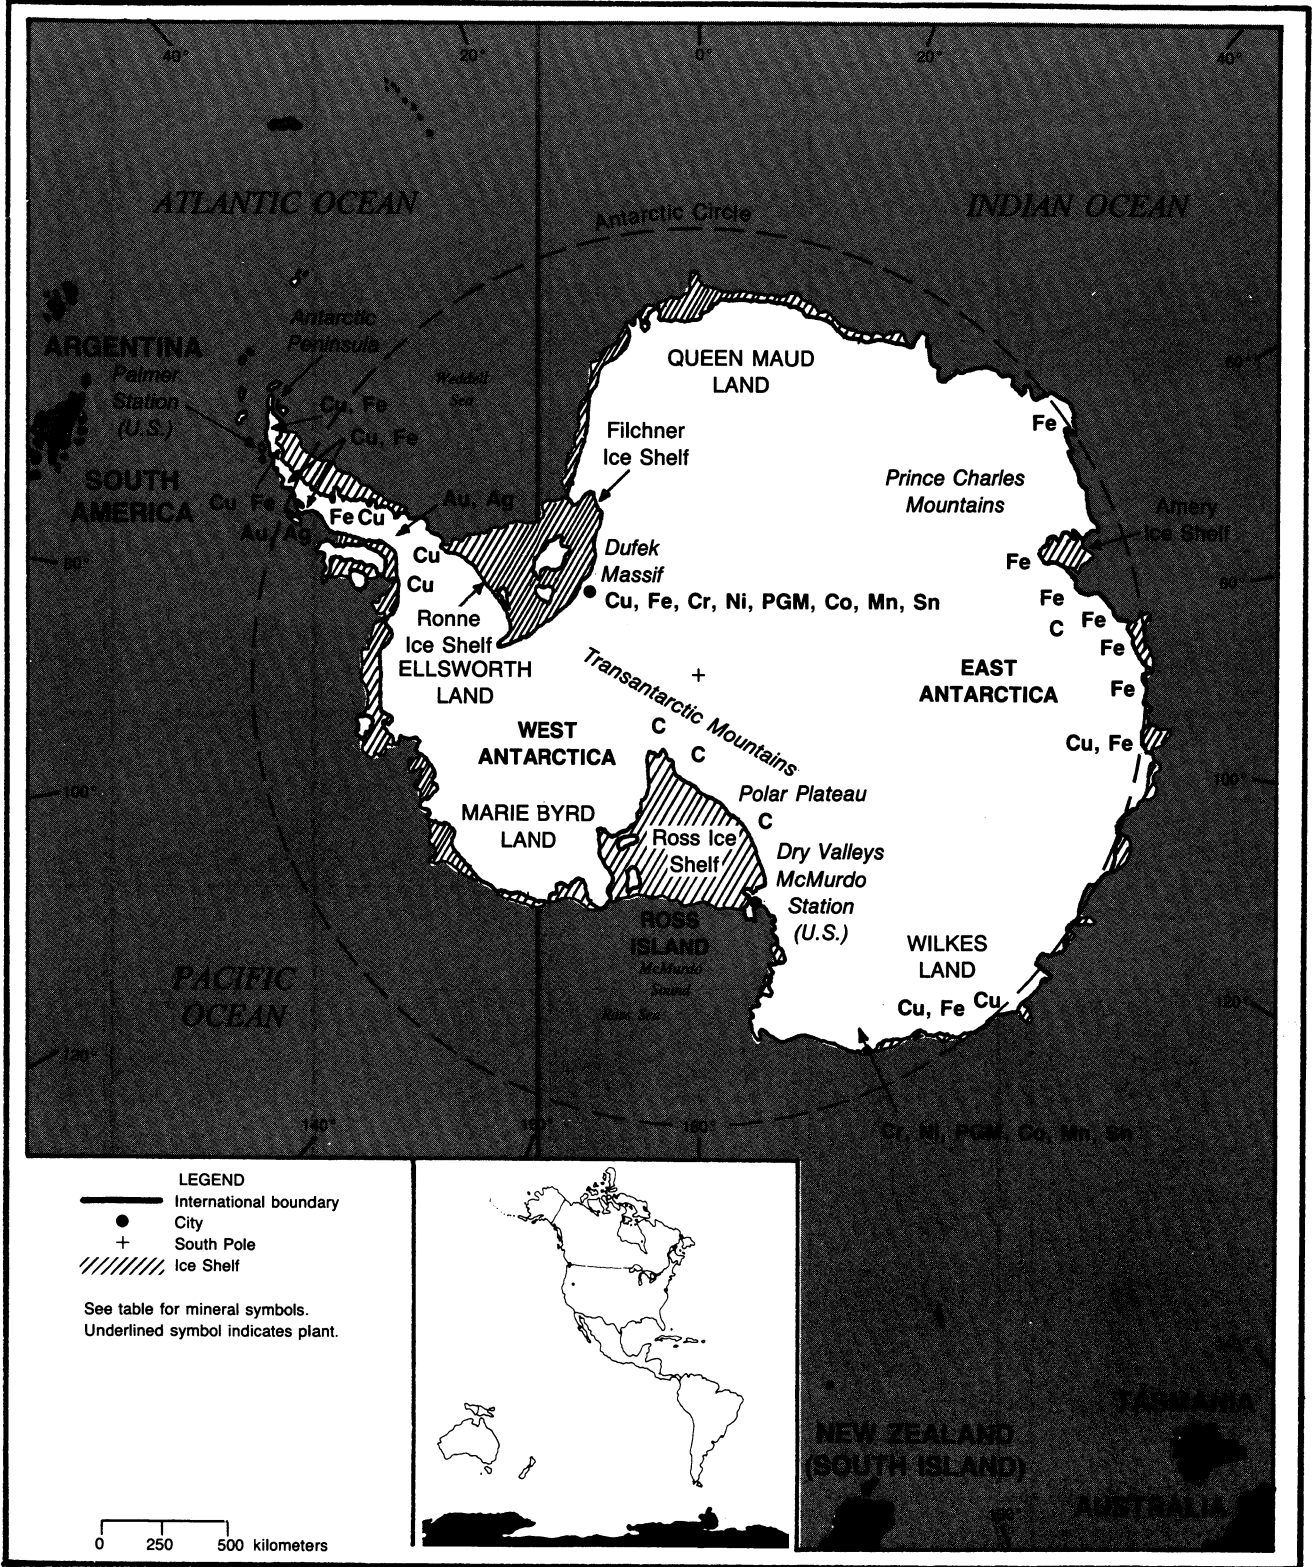 40°
20°
0°
20°
40°
ATLANTIC OCEAN
INDIAN OCEAN
Antarctic Circle
Antarctic
Peninsula
ARGENTINA
Palmer
Station
(U.S.)
Weddell
Sea
QUEEN MAUD
LAND
60°
Cu, Fe
Cu, Fe
Filchner
Ice Shelf
Fe
SOUTH
AMERICA
Prince Charles
Mountains
Cu Fe
Au, Ag
Amery
Ice Shelf
Au/Ag
Fe Cu
80°
Cu
Cu
Dufek
Massif
Cu, Fe, Cr, Ni, PGM, Co, Mn, Sn
Fe
80°
Fe
C
Fe
Fe
Ronne
Ice Shelf
ELLSWORTH
LAND
Transantarctic Mountains
+
EAST
ANTARCTICA
Fe
WEST
ANTARCTICA
C
C
Cu, Fe
100°
100°
Polar Plateau
C
MARIE BYRD
LAND
Ross Ice
Shelf
Dry Valleys
McMurdo
Station
(U.S.)
ROSS
ISLAND
McMurdo
Sound
Ross Sea
WILKES
LAND
Cu, Fe
Cu
PACIFIC
OCEAN
120°
120°
140°
160°
180°
Cr, Ni, PGM, Co, Mn, Sn
LEGEND
International boundary
City
+ South Pole
Ice Shelf
See table for mineral symbols.
Underlined symbol indicates plant.
0 250 500 kilometers
TASMANIA
NEW ZEALAND
(SOUTH ISLAND)
AUSTRALIA